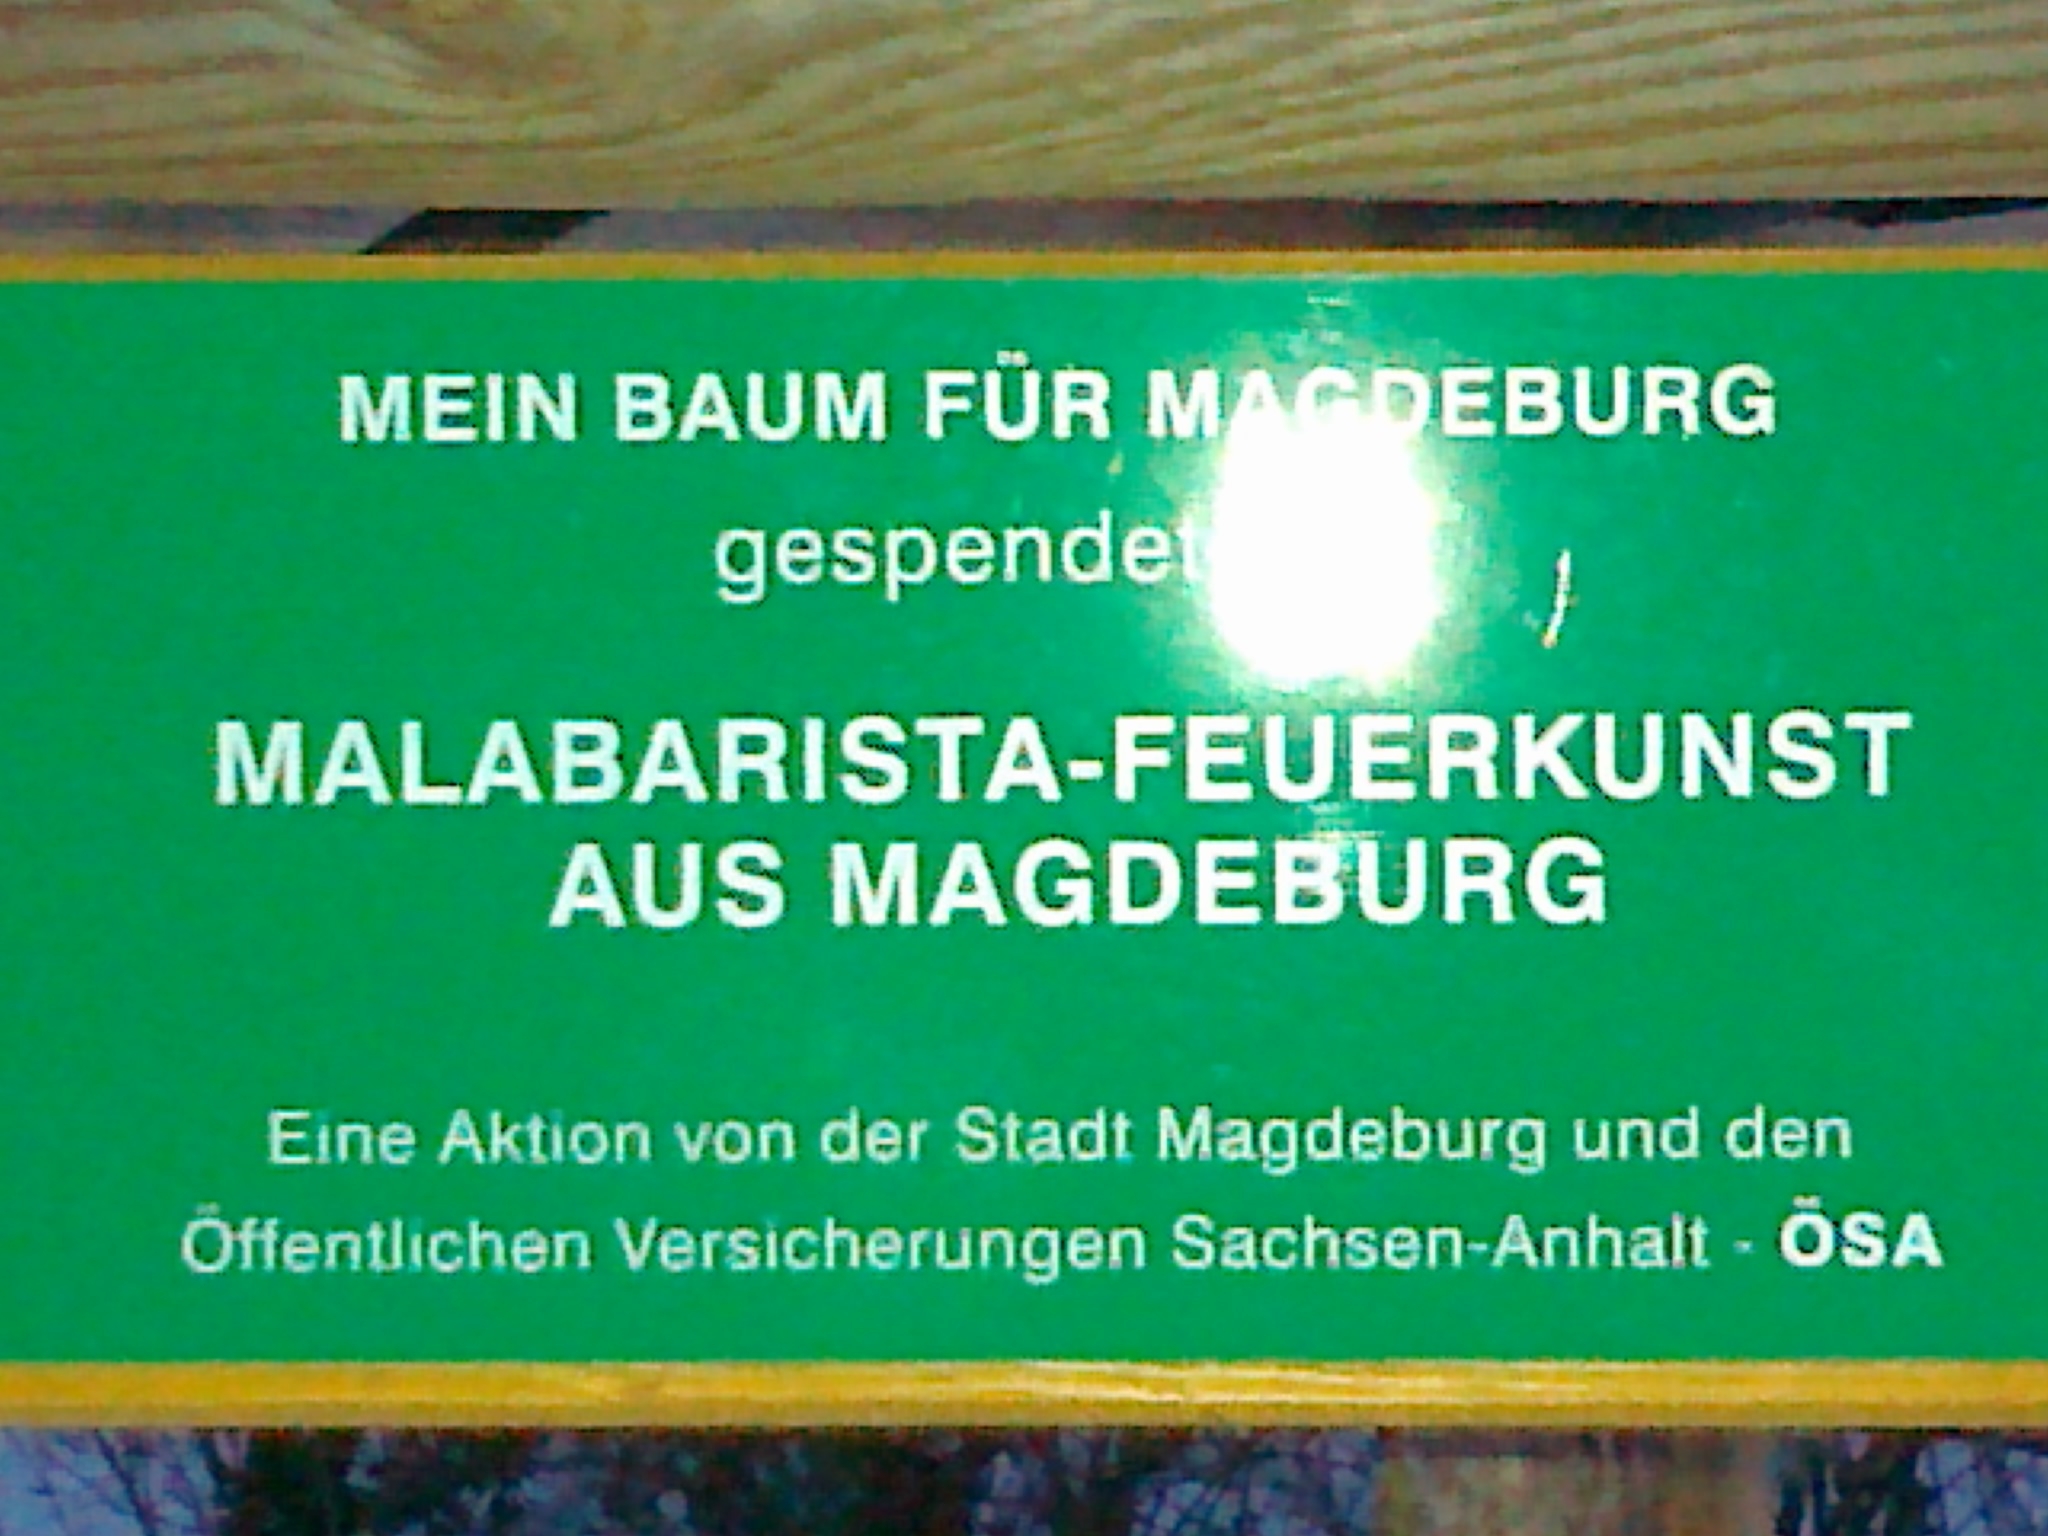 MEIN BAUM FÜR MAGDEBURG
gespendet
MALABARISTA-FEUERKUNST
AUS MAGDEBURG
Eine Aktion von der Stadt Magdeburg und den
Öffentlichen Versicherungen Sachsen-Anhalt - ÖSA